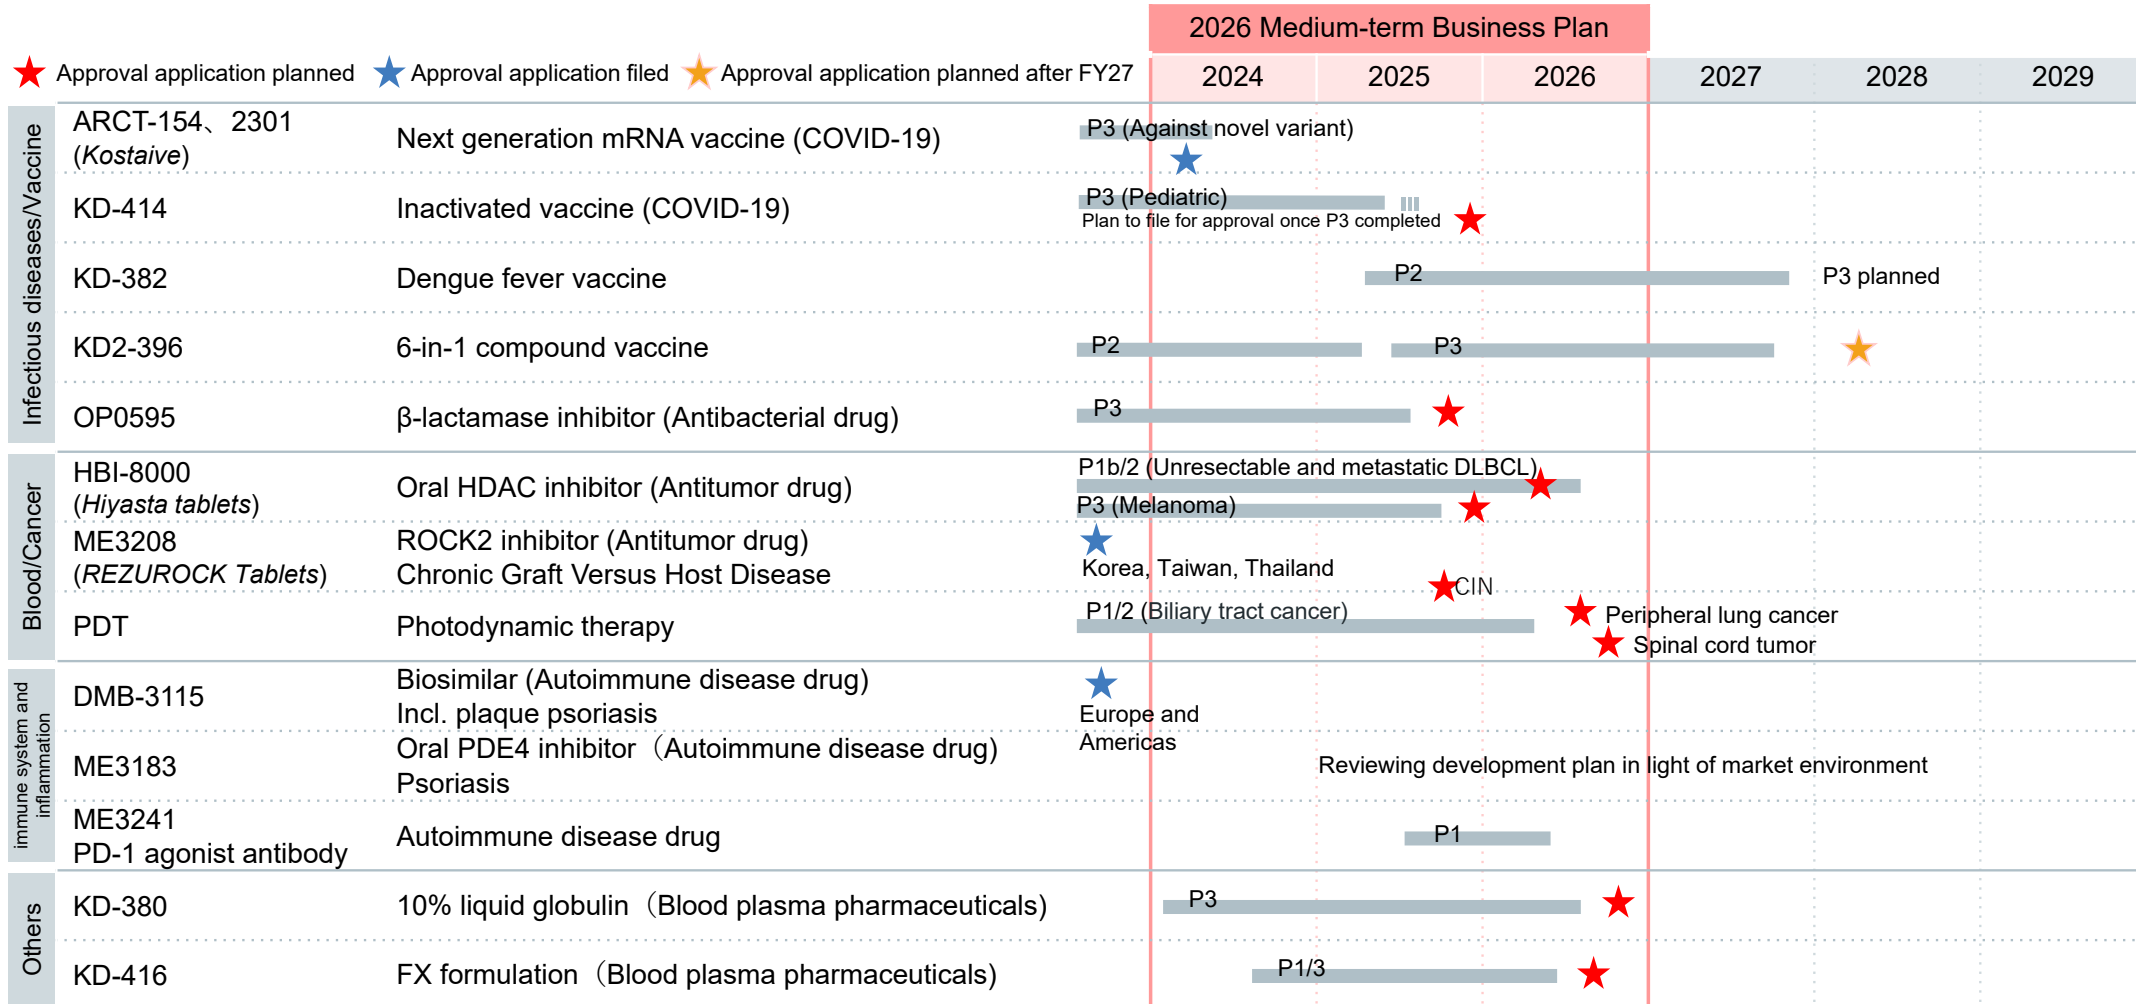 2026 Medium-term Business Plan
Approval application planned
Approval application filed
Approval application planned after FY27
2024
2025
2026
2027
2028
2029
Infectious diseases/Vaccine
ARCT-154、2301
(Kostaive)
Next generation mRNA vaccine (COVID-19)
P3 (Against novel variant)
KD-414
Inactivated vaccine (COVID-19)
P3 (Pediatric)
Plan to file for approval once P3 completed
KD-382
Dengue fever vaccine
P2
P3 planned
KD2-396
6-in-1 compound vaccine
P2
P3
OP0595
β-lactamase inhibitor (Antibacterial drug)
P3
Blood/Cancer
HBI-8000
(Hiyasta tablets)
Oral HDAC inhibitor (Antitumor drug)
P1b/2 (Unresectable and metastatic DLBCL)
P3 (Melanoma)
ME3208
(REZUROCK Tablets)
ROCK2 inhibitor (Antitumor drug)
Chronic Graft Versus Host Disease
Korea, Taiwan, Thailand
CIN
PDT
Photodynamic therapy
P1/2 (Biliary tract cancer)
Peripheral lung cancer
Spinal cord tumor
immune system and
inflammation
DMB-3115
Biosimilar (Autoimmune disease drug)
Incl. plaque psoriasis
Europe and
Americas
ME3183
Oral PDE4 inhibitor（Autoimmune disease drug)
Psoriasis
Reviewing development plan in light of market environment
ME3241
PD-1 agonist antibody
Autoimmune disease drug
P1
Others
KD-380
10% liquid globulin（Blood plasma pharmaceuticals)
P3
KD-416
FX formulation（Blood plasma pharmaceuticals)
P1/3